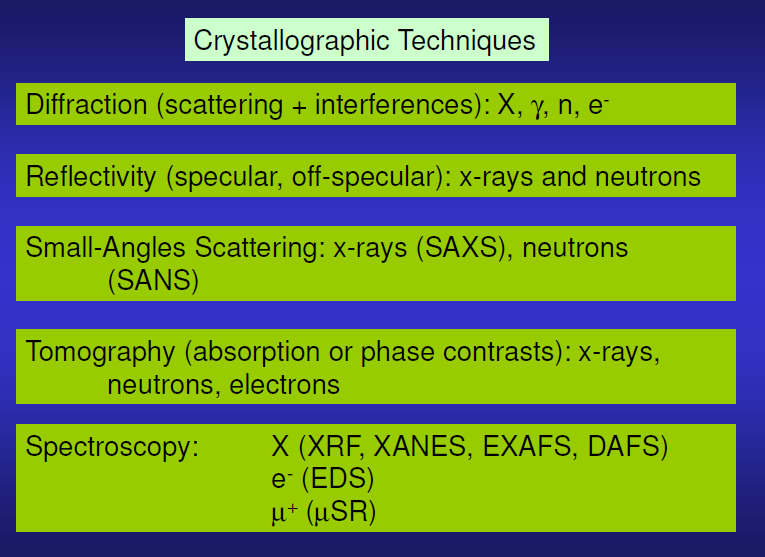 Crystallographic Techniques
Diffraction (scattering + interferences): X, γ, n, e-
Reflectivity (specular, off-specular): x-rays and neutrons
Small-Angles Scattering: x-rays (SAXS), neutrons
(SANS)
Tomography (absorption or phase contrasts): x-rays,
neutrons, electrons
Spectroscopy: X (XRF, XANES, EXAFS, DAFS)
e- (EDS)
μ+ (μSR)